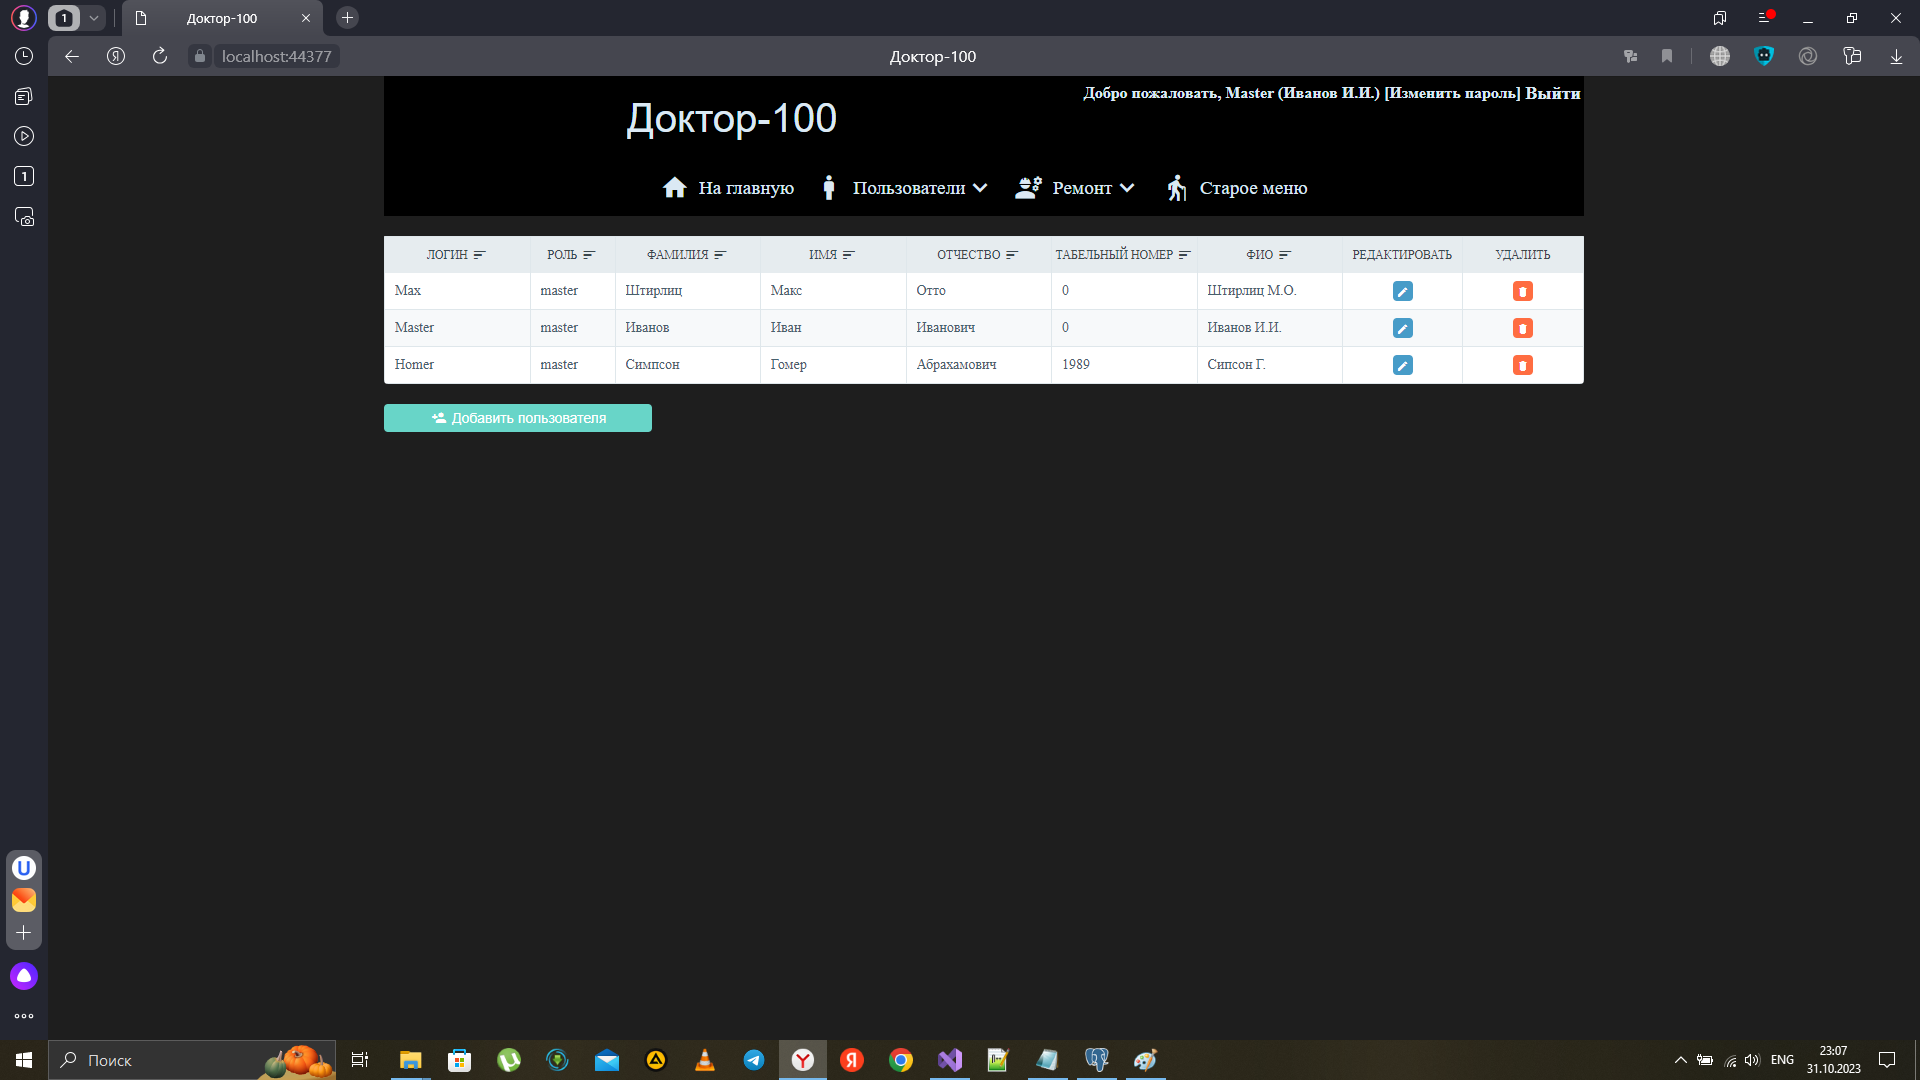 1
Доктор-100
localhost:44377
Доктор-100
1
Добро пожаловать, Master (Иванов И.И.) [Изменить пароль] Выйти
Доктор-100
На главную Пользователи Ремонт Старое меню
ЛОГИН РОЛЬ ФАМИЛИЯ ИМЯ ОТЧЕСТВО ТАБЕЛЬНЫЙ НОМЕР ФИО РЕДАКТИРОВАТЬ УДАЛИТЬ
Max master Штирлиц Макс Отто 0 Штирлиц М.О.
Master master Иванов Иван Иванович 0 Иванов И.И.
Homer master Симпсон Гомер Абрахамович 1989 Сипсон Г.
Добавить пользователя
Поиск
ENG
23:07
31.10.2023